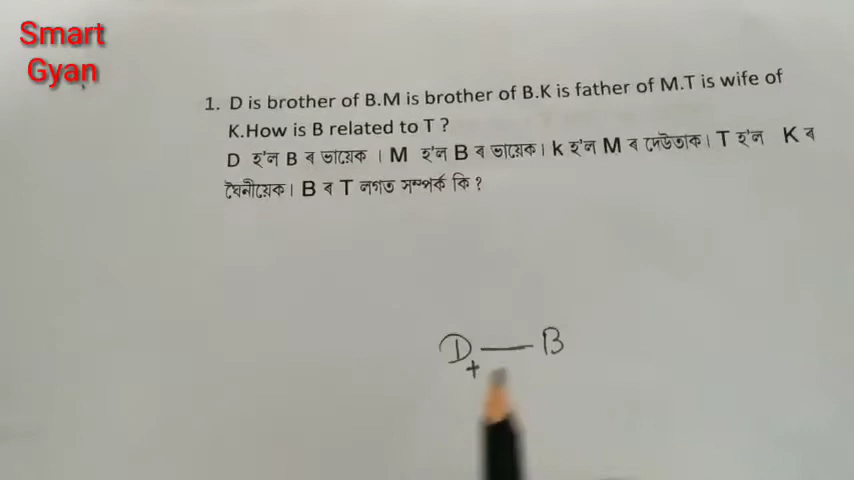 Smart
Gyan
1. D is brother of B.M is brother of B.K is father of M.T is wife of
K.How is B related to T ?
D হ'ল B ৰ ভায়েক । M হ'ল B ৰ ভায়েক। k হ'ল M ৰ দেউতাক। T হ'ল K ৰ
ঘৈনীয়েক। B ৰ T লগত সম্পৰ্ক কি ?
D — B
+